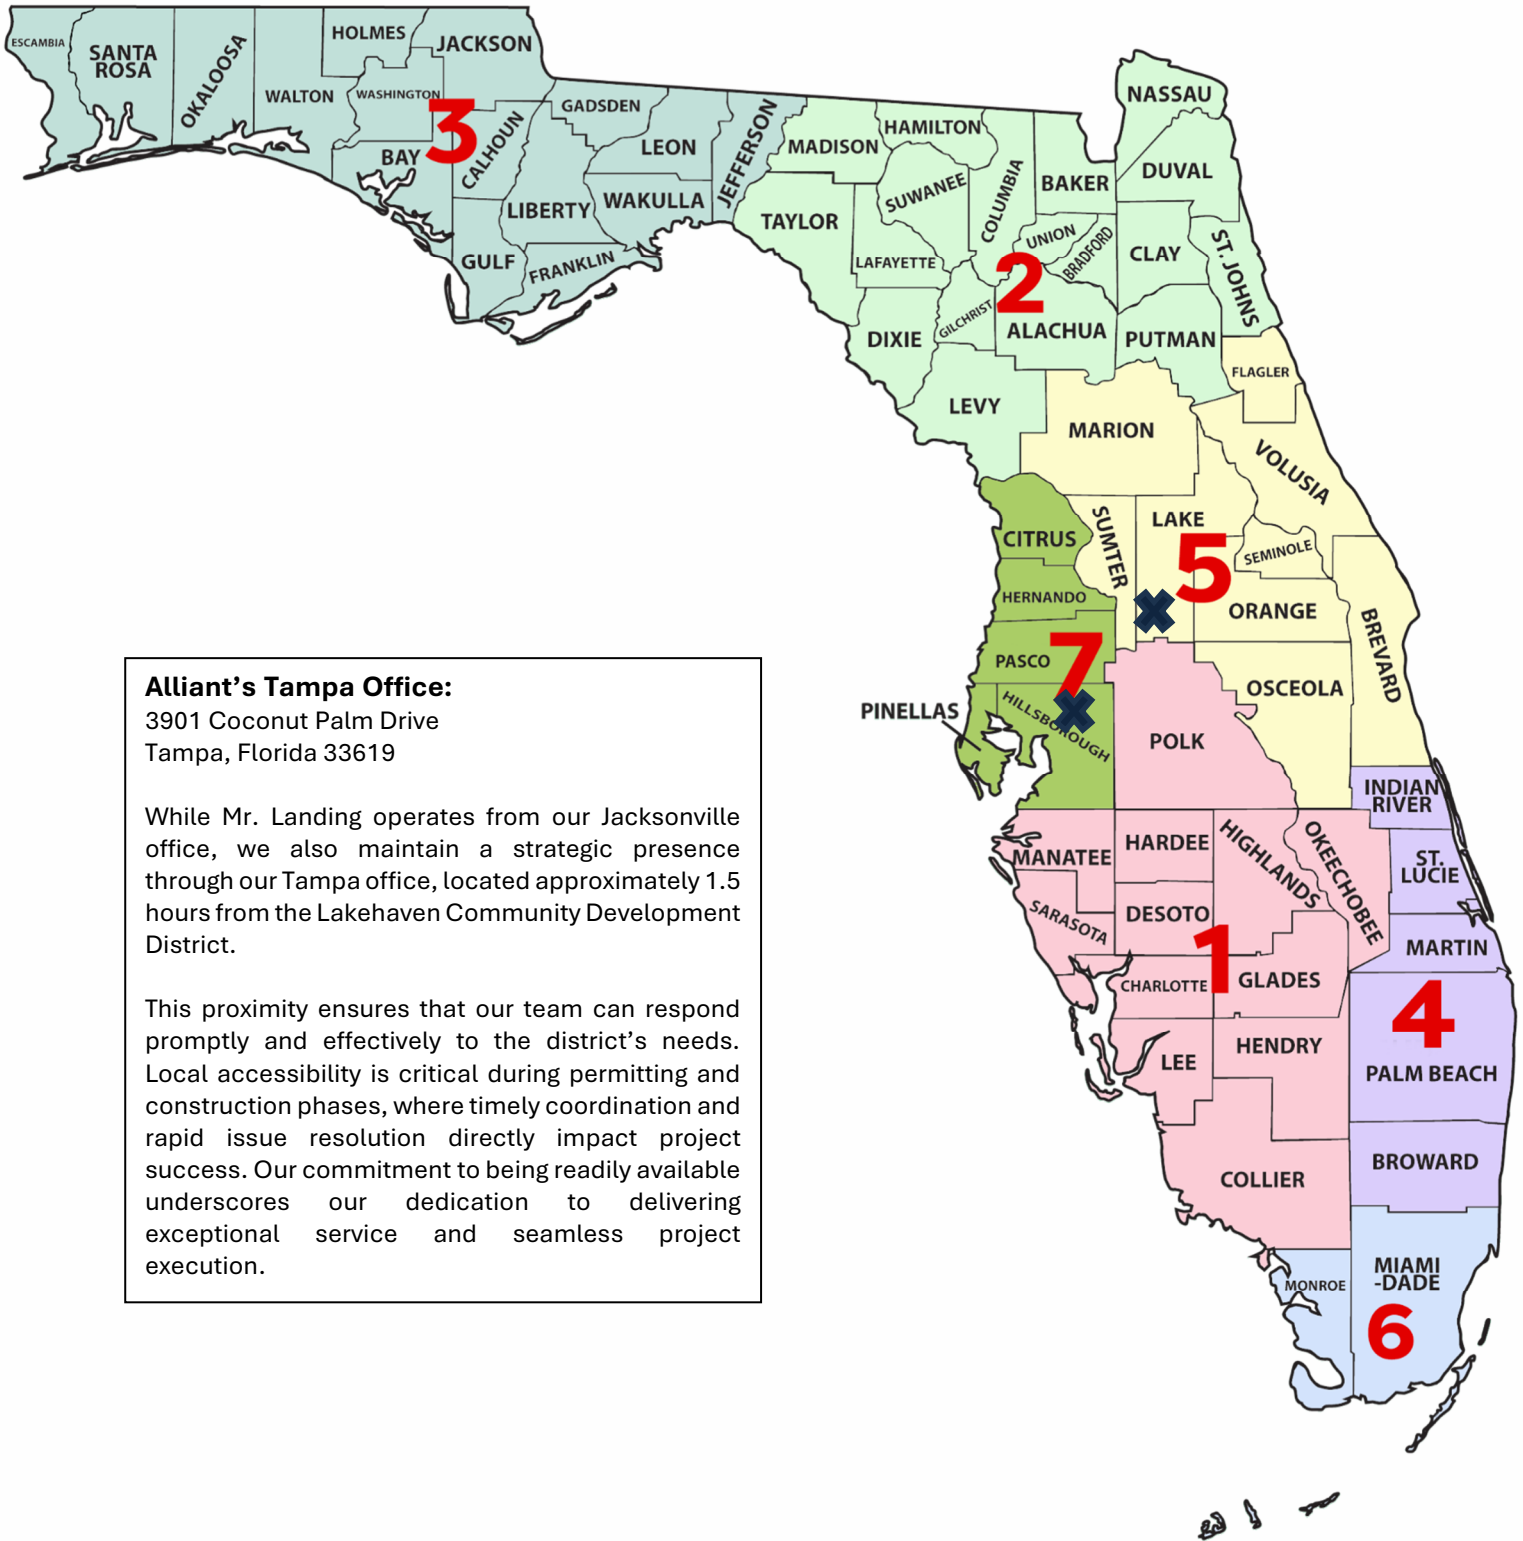 ESCAMBIA
SANTA
ROSA
OKALOOSA
WALTON
HOLMES
WASHINGTON
JACKSON
BAY
3
CALHOUN
GULF
LIBERTY
FRANKLIN
GADSDEN
LEON
WAKULLA
JEFFERSON
MADISON
HAMILTON
TAYLOR
SUWANEE
LAFAYETTE
COLUMBIA
BAKER
NASSAU
DUVAL
UNION
BRADFORD
CLAY
ST. JOHNS
2
DIXIE
GILCHRIST
ALACHUA
PUTMAN
LEVY
FLAGLER
MARION
VOLUSIA
CITRUS
SUMTER
LAKE
5
SEMINOLE
HERNANDO
ORANGE
BREVARD
7
PASCO
OSCEOLA
PINELLAS
HILLSBOROUGH
POLK
INDIAN
RIVER
MANATEE
HARDEE
HIGHLANDS
OKEECHOBEE
ST.
LUCIE
SARASOTA
DESOTO
1
MARTIN
CHARLOTTE
GLADES
4
LEE
HENDRY
PALM BEACH
COLLIER
BROWARD
MONROE
MIAMI
-DADE
6
Alliant’s Tampa Office:
3901 Coconut Palm Drive
Tampa, Florida 33619
While Mr. Landing operates from our Jacksonville
office, we also maintain a strategic presence
through our Tampa office, located approximately 1.5
hours from the Lakehaven Community Development
District.
This proximity ensures that our team can respond
promptly and effectively to the district’s needs.
Local accessibility is critical during permitting and
construction phases, where timely coordination and
rapid issue resolution directly impact project
success. Our commitment to being readily available
underscores our dedication to delivering
exceptional service and seamless project
execution.